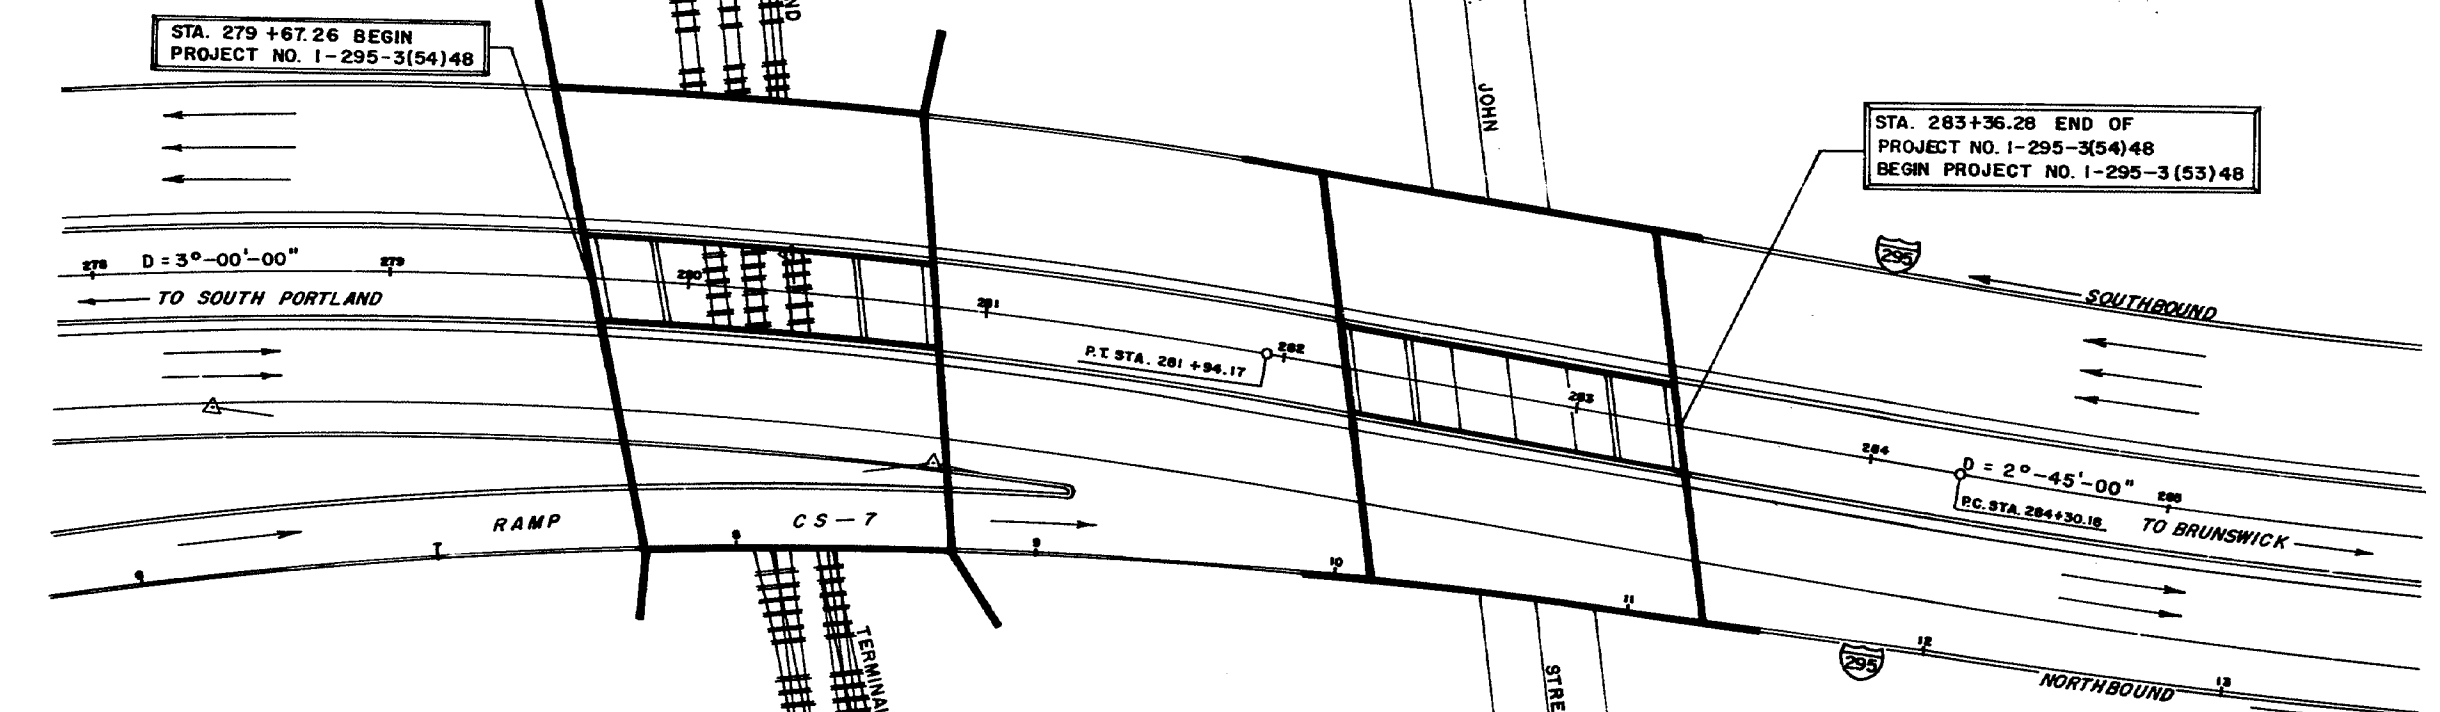 STA. 279+67.26 BEGIN
PROJECT NO. I-295-3(54)48
ND
JOHN
STA. 283+36.28 END OF
PROJECT NO. I-295-3(54)48
BEGIN PROJECT NO. I-295-3(53)48
295
SOUTHBOUND
278
D = 3°-00'-00"
279
280
281
282
283
284
285
TO SOUTH PORTLAND
P.T. STA. 281+94.17
D = 2°-45'-00"
P.C. STA. 284+30.18
TO BRUNSWICK
RAMP CS-7
6
7
8
9
10
11
12
13
TERMINAL
STRE
295
NORTHBOUND